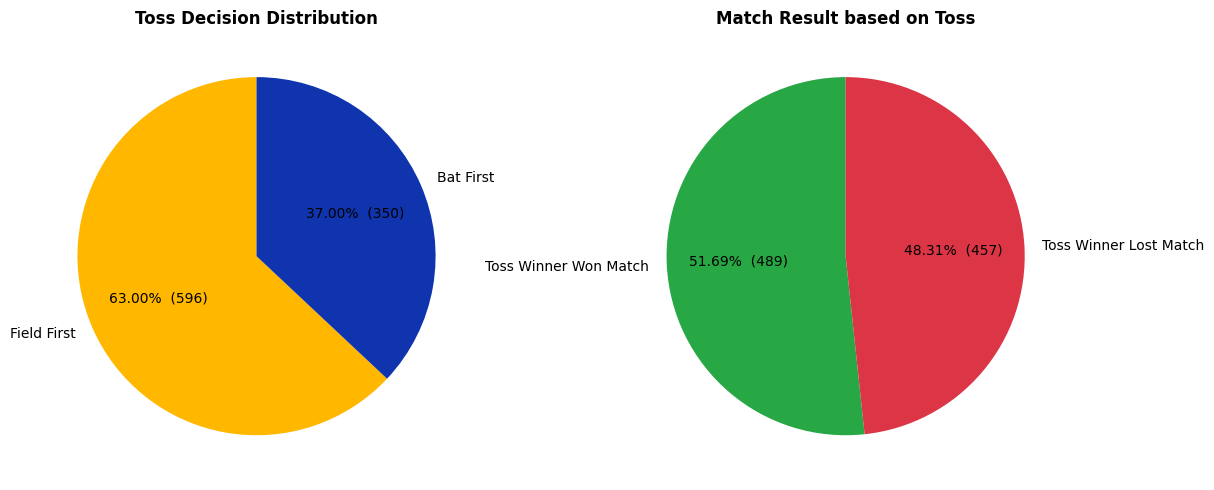 Toss Decision Distribution
Bat First
37.00%  (350)
63.00%  (596)
Field First
Match Result based on Toss
Toss Winner Won Match
51.69%  (489)
48.31%  (457)
Toss Winner Lost Match